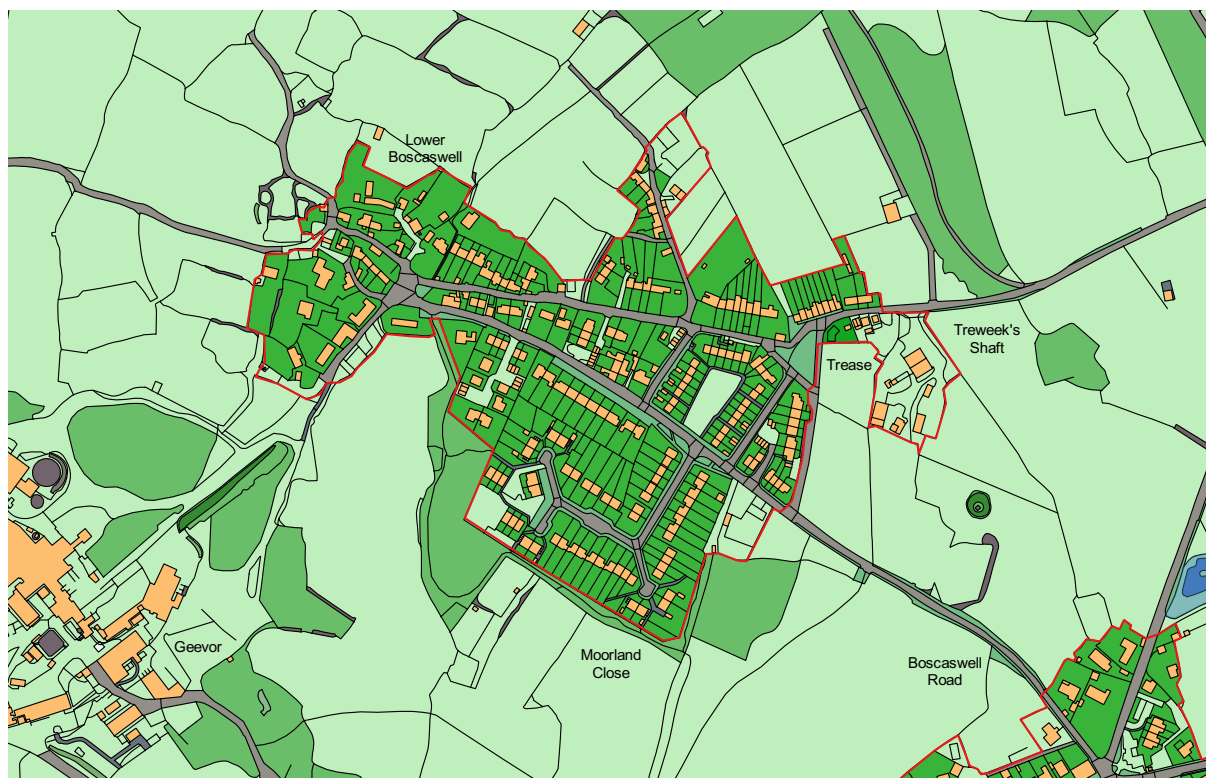 Lower
Boscaswell
Treweek's
Shaft
Trease
Geevor
Moorland
Close
Boscaswell
Road